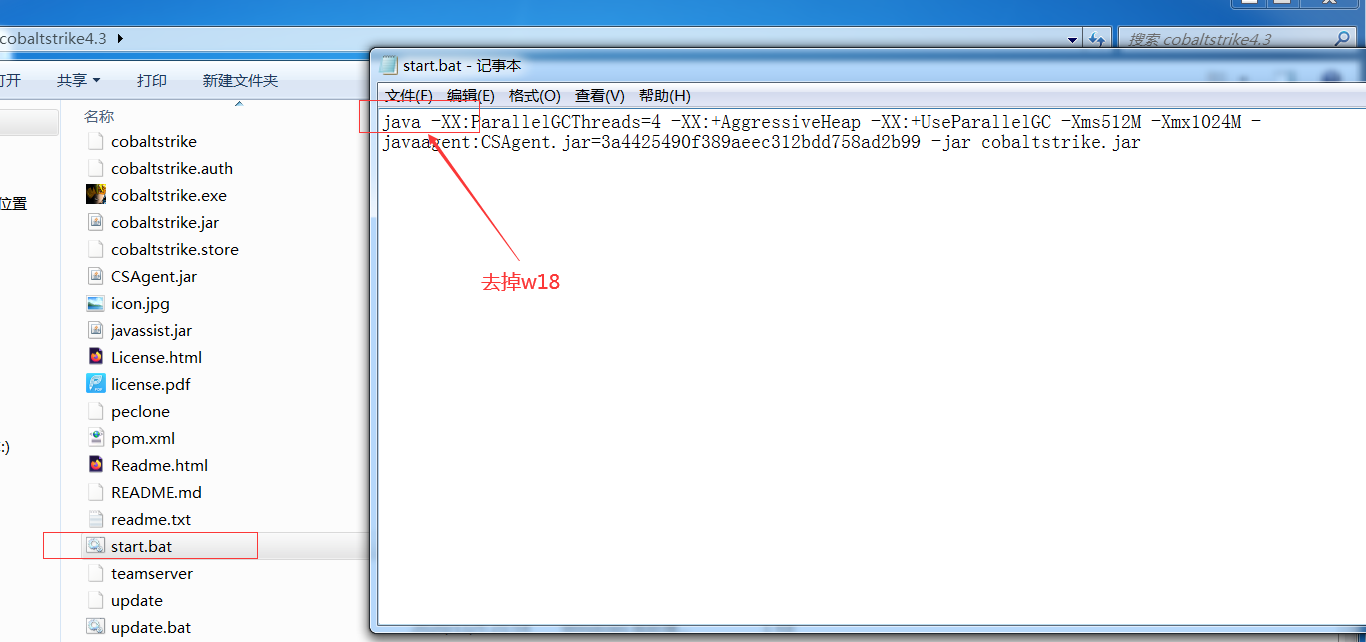 cobaltstrike4.3
搜索 cobaltstrike4.3
共享
打印
新建文件夹
名称
cobaltstrike
cobaltstrike.auth
cobaltstrike.exe
位置
cobaltstrike.jar
cobaltstrike.store
CSAgent.jar
icon.jpg
javassist.jar
License.html
license.pdf
peclone
pom.xml
:)
Readme.html
README.md
readme.txt
start.bat
teamserver
update
update.bat
start.bat - 记事本
文件(F) 编辑(E) 格式(O) 查看(V) 帮助(H)
java -XX:ParallelGCThreads=4 -XX:+AggressiveHeap -XX:+UseParallelGC -Xms512M -Xmx1024M -
javaagent:CSAgent.jar=3a4425490f389aeec312bdd758ad2b99 -jar cobaltstrike.jar
去掉w18